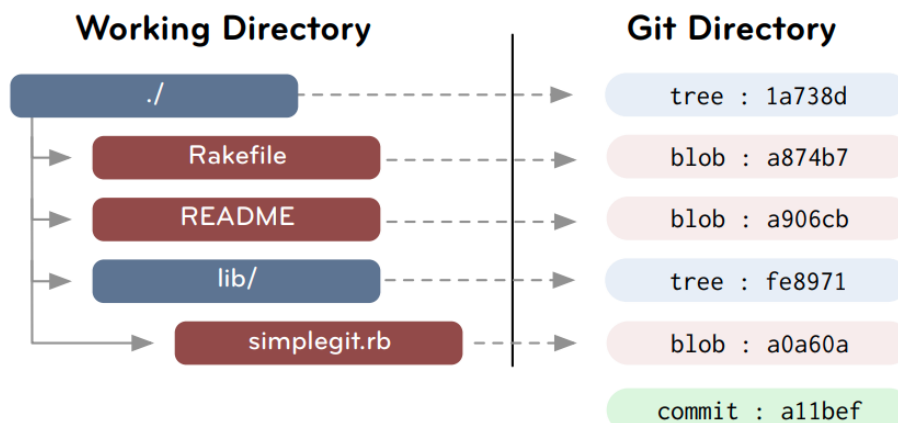 Working Directory
Git Directory
./
tree : 1a738d
Rakefile
blob : a874b7
README
blob : a906cb
lib/
tree : fe8971
simplegit.rb
blob : a0a60a
commit : a11bef